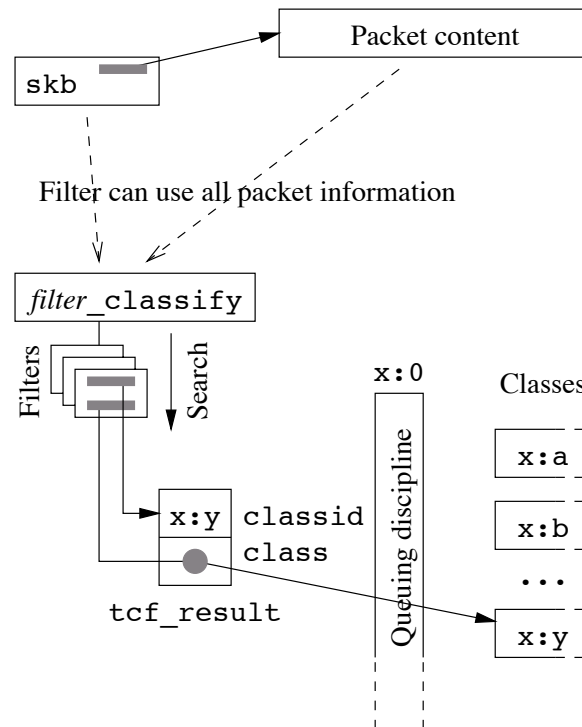 Packet content
skb
Filter can use all packet information
filter_classify
Filters
Search
x:0
Classes
x:a
x:y
classid
Queuing discipline
x:b
class
...
tcf_result
x:y